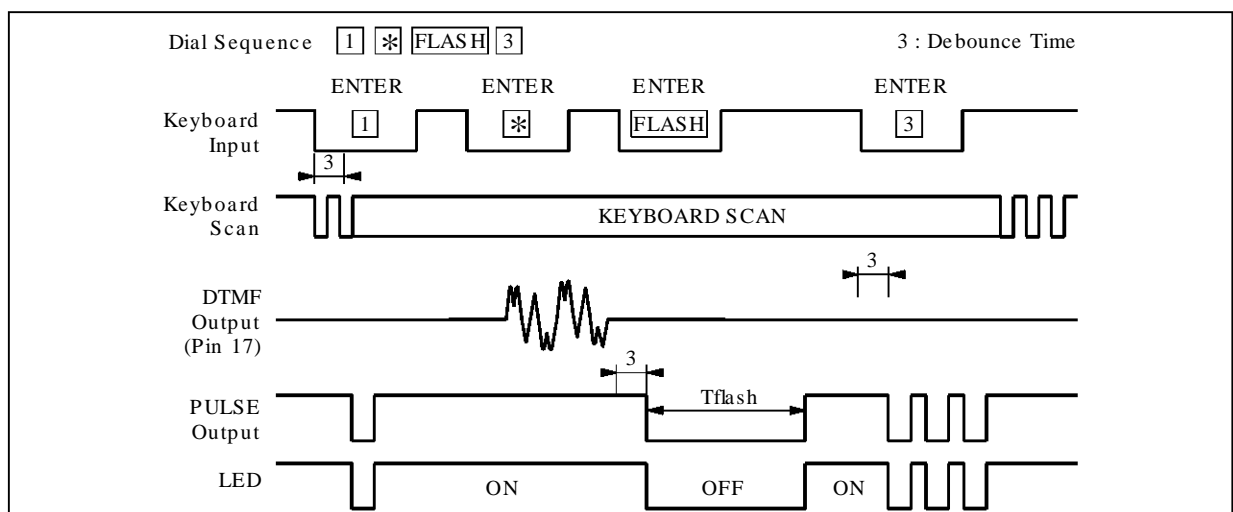 Dial Sequence 1 * FLASH 3
3 : Debounce Time
ENTER ENTER ENTER ENTER
1 * FLASH 3
Keyboard
Input
3
Keyboard
Scan
KEYBOARD SCAN
3
DTMF
Output
(Pin 17)
3
PULSE
Output
Tflash
LED
ON OFF ON